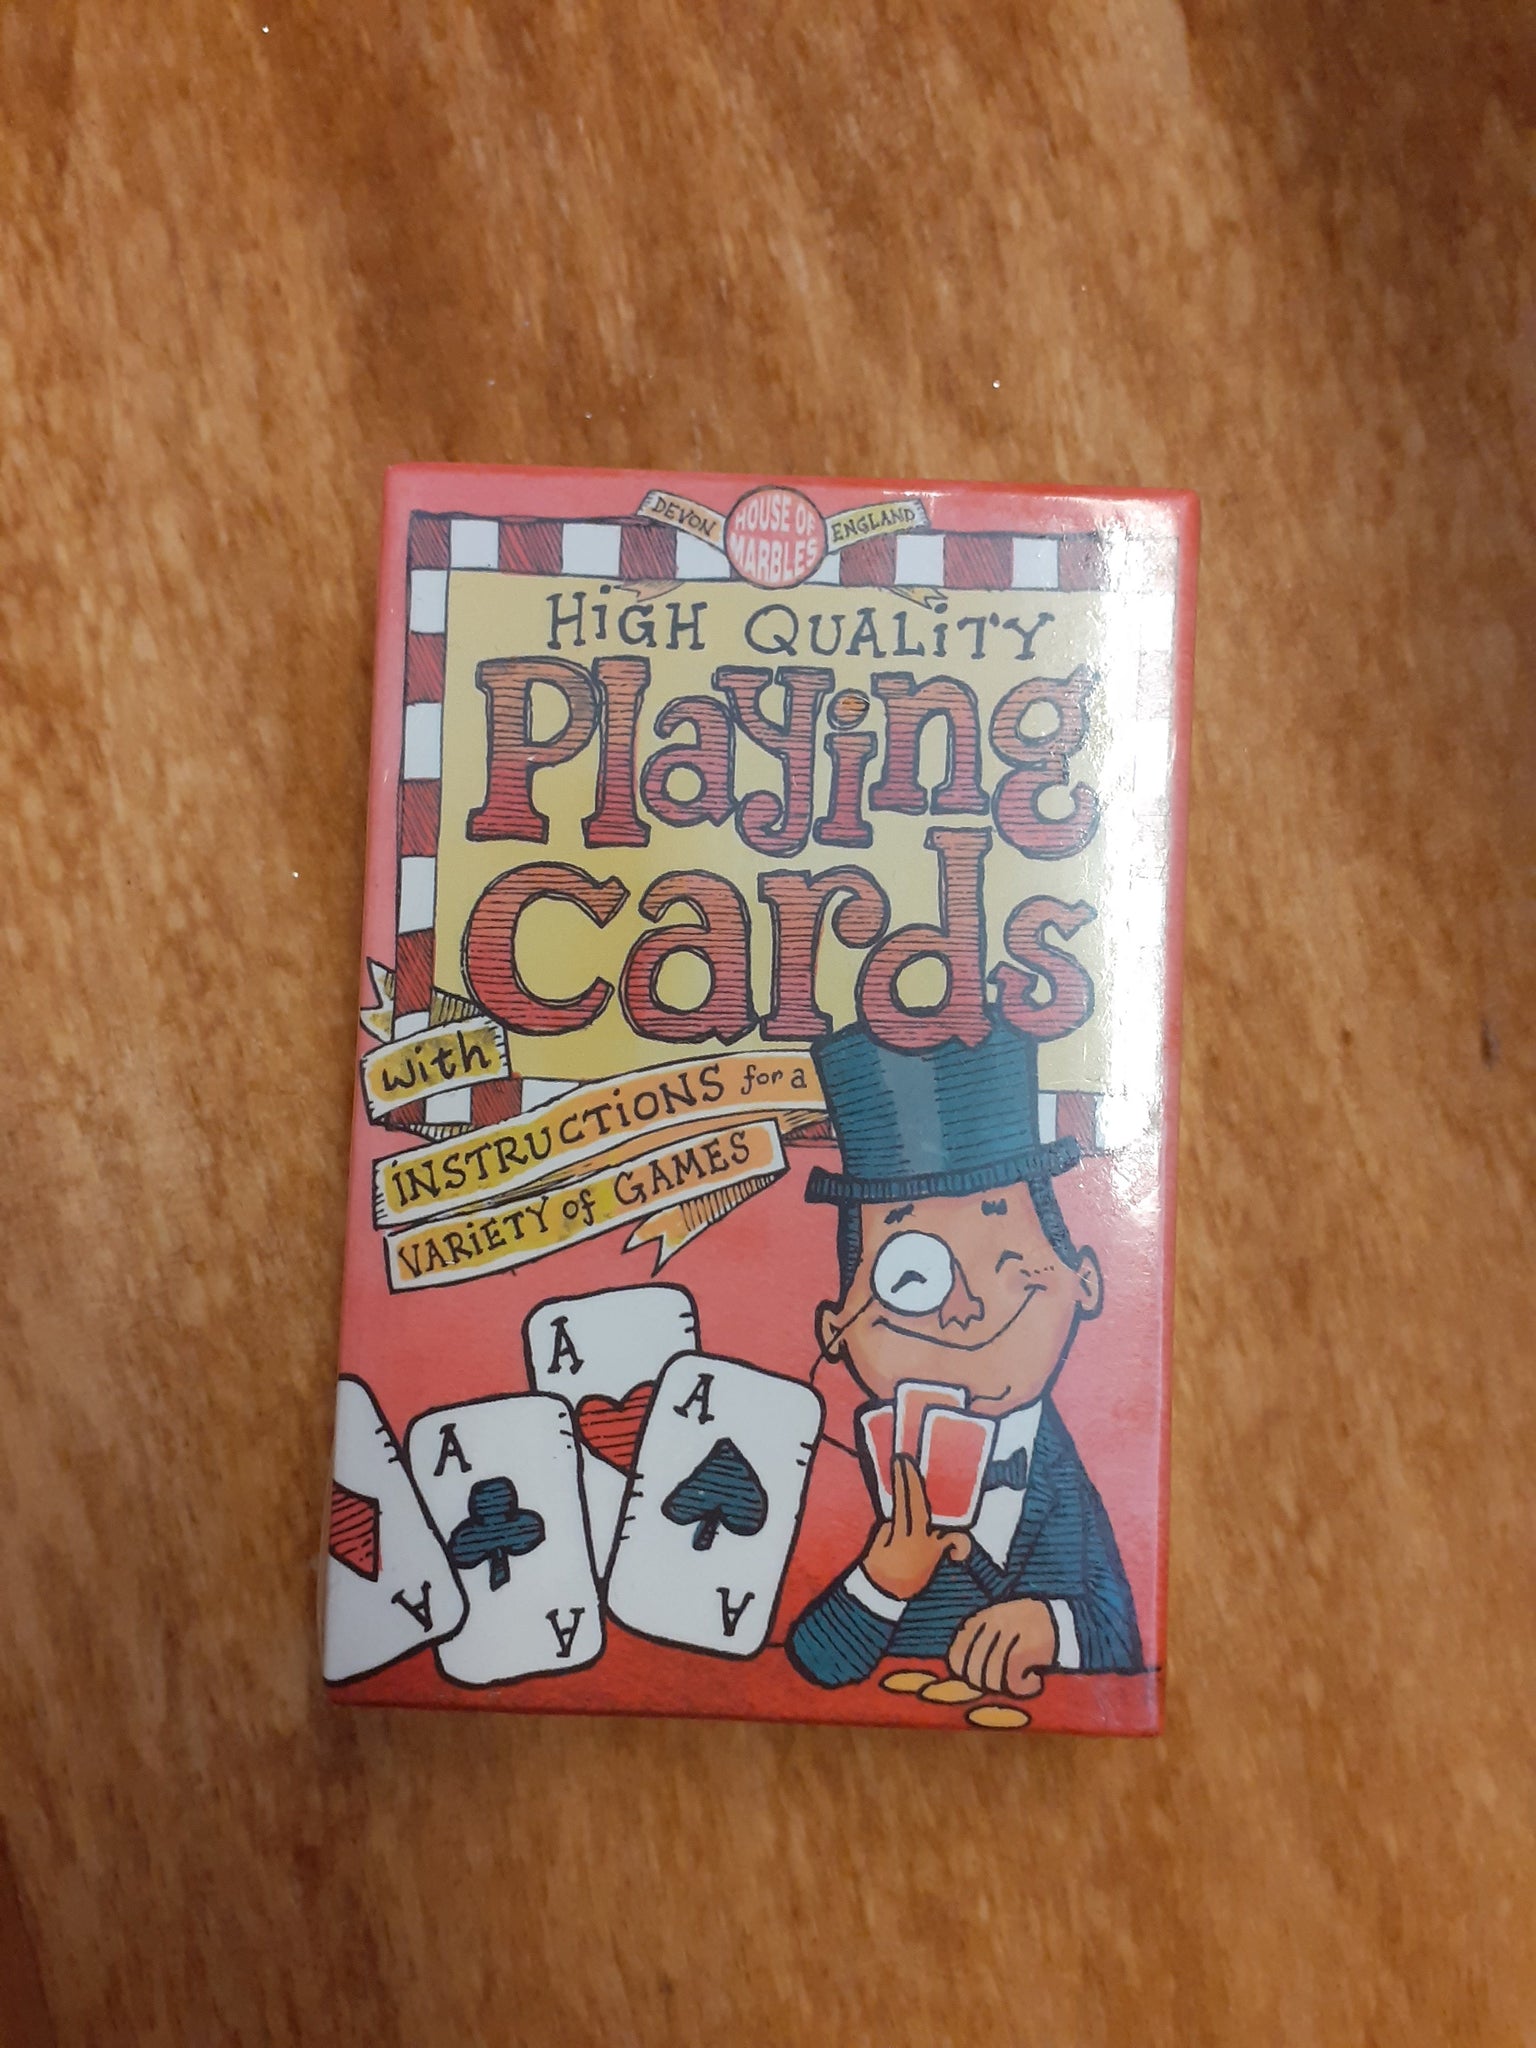 DEVON HOUSE OF MARBLES ENGLAND
HiGH QUALiTY
Playing
Cards
with
iNSTRUCTiONS for a
VARiETY of GAMES
A
A
A
A
A
A